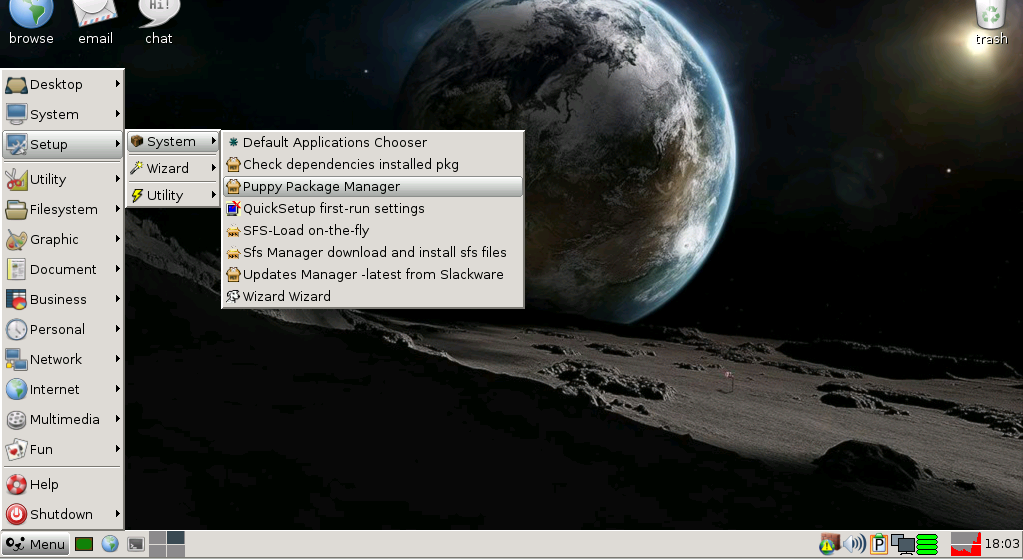 browse
email
Hi!
chat
trash
Desktop
System
Setup
Utility
Filesystem
Graphic
Document
Business
Personal
Network
Internet
Multimedia
Fun
Help
Shutdown
System
Wizard
Utility
Default Applications Chooser
Check dependencies installed pkg
Puppy Package Manager
QuickSetup first-run settings
SFS-Load on-the-fly
Sfs Manager download and install sfs files
Updates Manager -latest from Slackware
Wizard Wizard
Menu
P
18:03